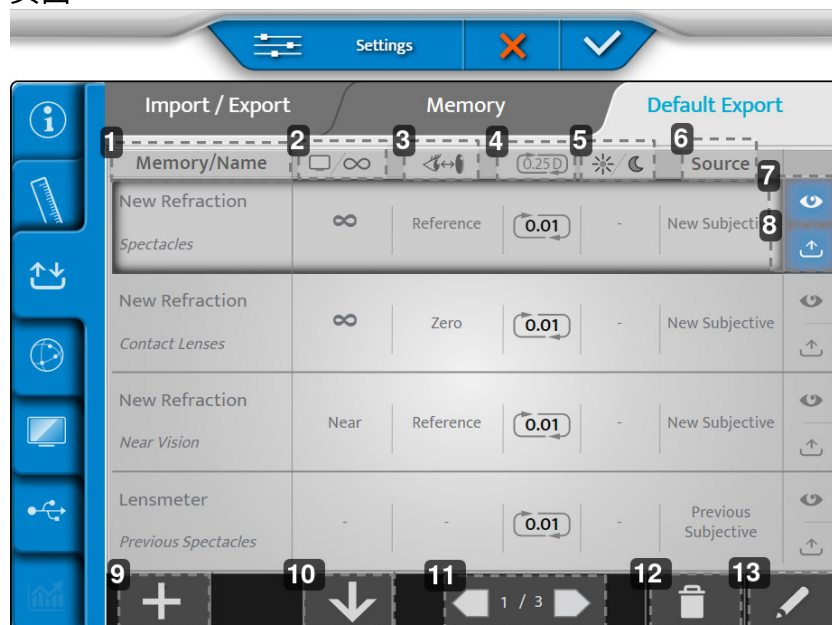 页面
Settings
Import / Export
Memory
Default Export
1
2
3
4
5
6
Memory/Name
0.25 D
Source
7
8
New Refraction
Spectacles
Reference
0.01
-
New Subjecti
New Refraction
Contact Lenses
Zero
0.01
-
New Subjective
New Refraction
Near Vision
Near
Reference
0.01
-
New Subjective
Lensmeter
Previous Spectacles
-
-
0.01
-
Previous
Subjective
9
10
11
12
13
1 / 3